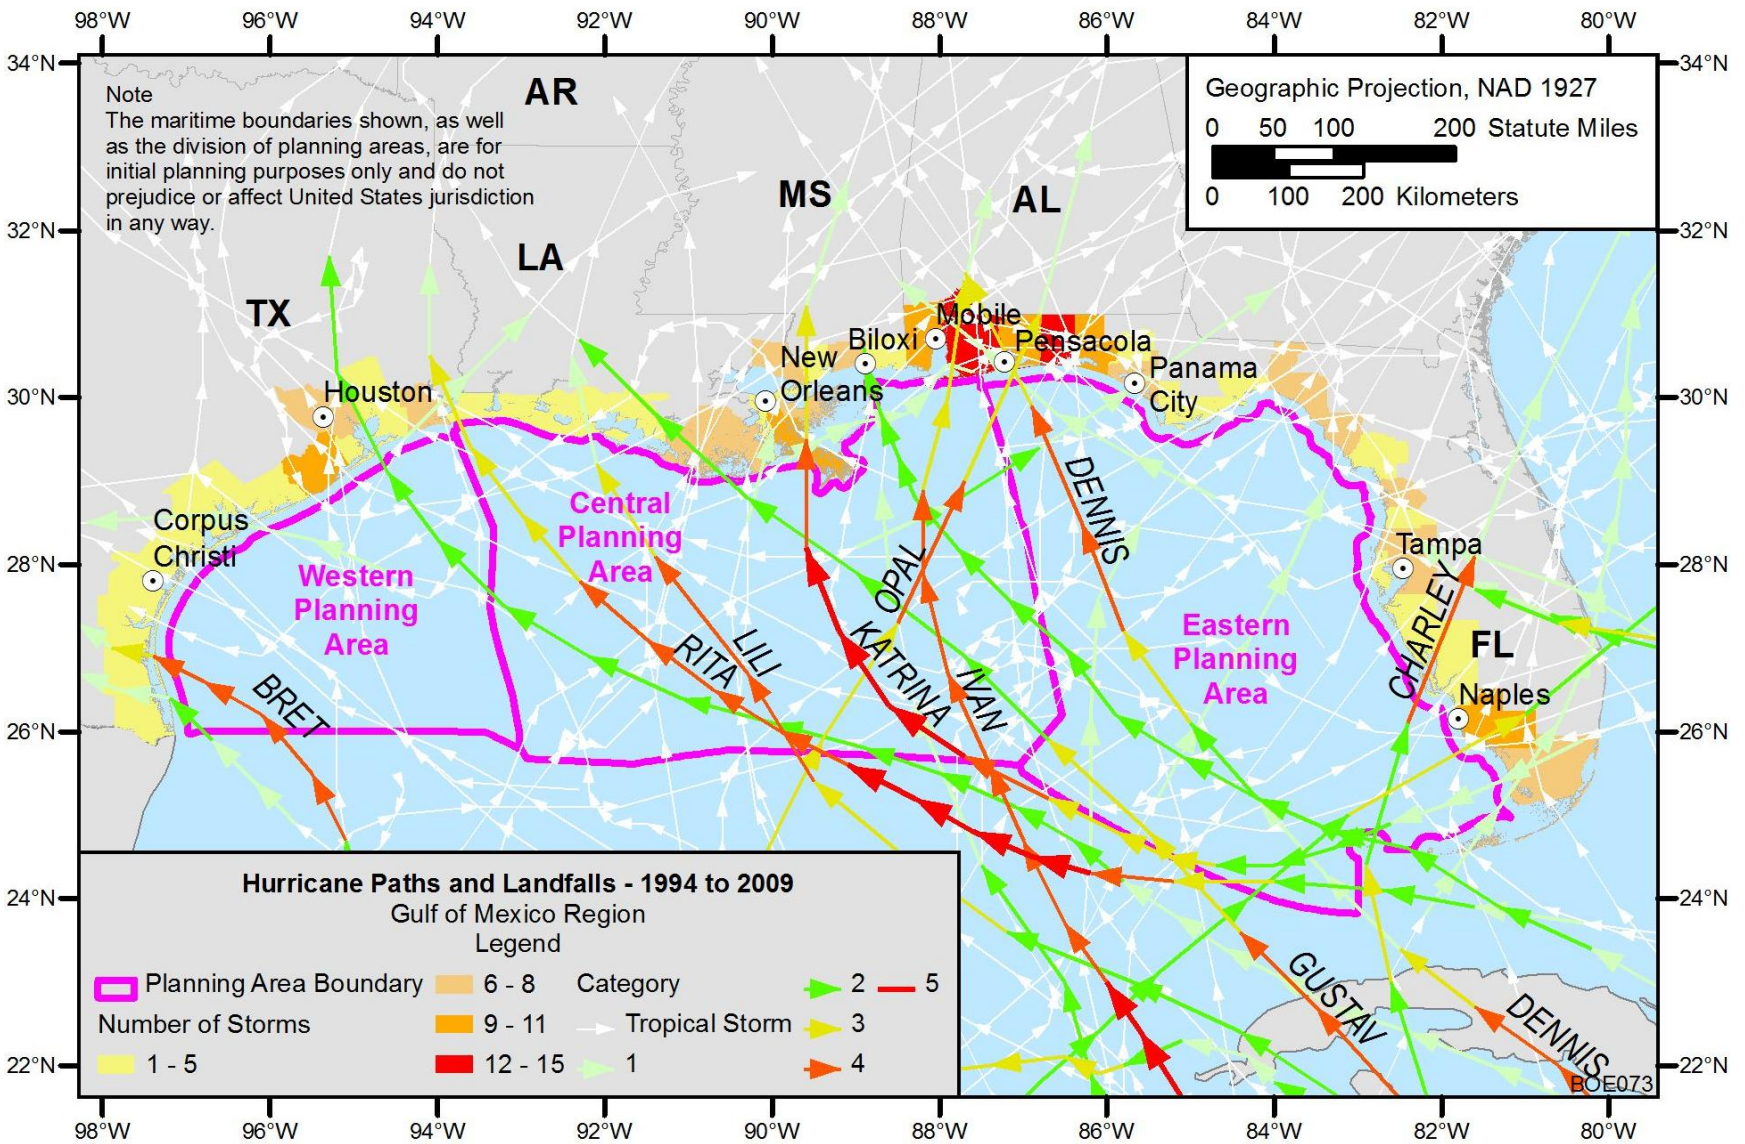 98°W 96°W 94°W 92°W 90°W 88°W 86°W 84°W 82°W 80°W
34°N
34°N
Note
The maritime boundaries shown, as well
as the division of planning areas, are for
initial planning purposes only and do not
prejudice or affect United States jurisdiction
in any way.
AR
Geographic Projection, NAD 1927
0 50 100 200 Statute Miles
0 100 200 Kilometers
MS
AL
32°N
32°N
LA
TX
Mobile
Biloxi
Pensacola
New
Orleans
Panama
City
Houston
30°N
30°N
DENNIS
Central
Planning
Area
Corpus
Christi
28°N
28°N
Tampa
Western
Planning
Area
OPAL
CHARLEY
Eastern
Planning
Area
FL
LILI
RITA
KATRINA
IVAN
BRET
Naples
26°N
26°N
24°N
24°N
Hurricane Paths and Landfalls - 1994 to 2009
Gulf of Mexico Region
Legend
Planning Area Boundary
Number of Storms
1 - 5
6 - 8
9 - 11
12 - 15
Category
Tropical Storm
1
2
3
4
5
GUSTAV
DENNIS
22°N
22°N
BOE073
98°W 96°W 94°W 92°W 90°W 88°W 86°W 84°W 82°W 80°W